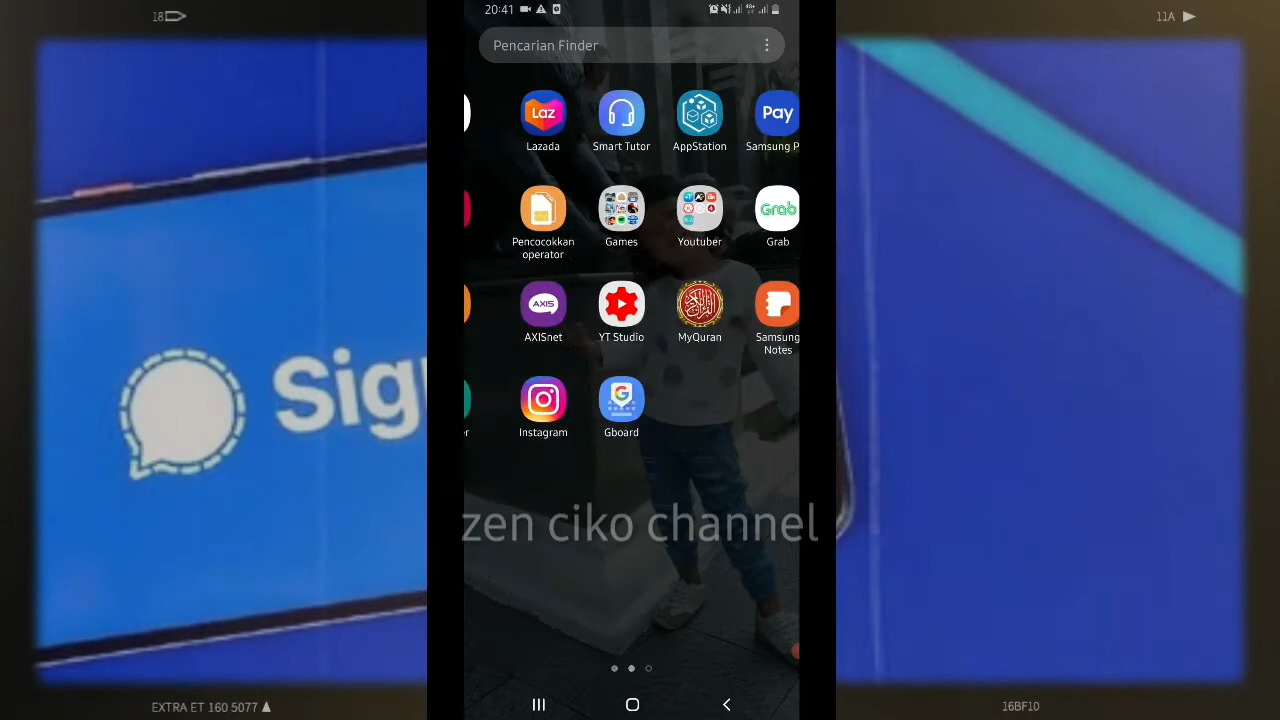 18
11A
20:41
Pencarian Finder
Laz
Pay
Lazada
Smart Tutor
AppStation
Samsung P
Grab
Pencocokkan
operator
Games
Youtuber
Grab
AXIS
AXISnet
YT Studio
MyQuran
Samsung
Notes
Sig
G
r
Instagram
Gboard
zen ciko channel
EXTRA ET 160 5077
16BF10